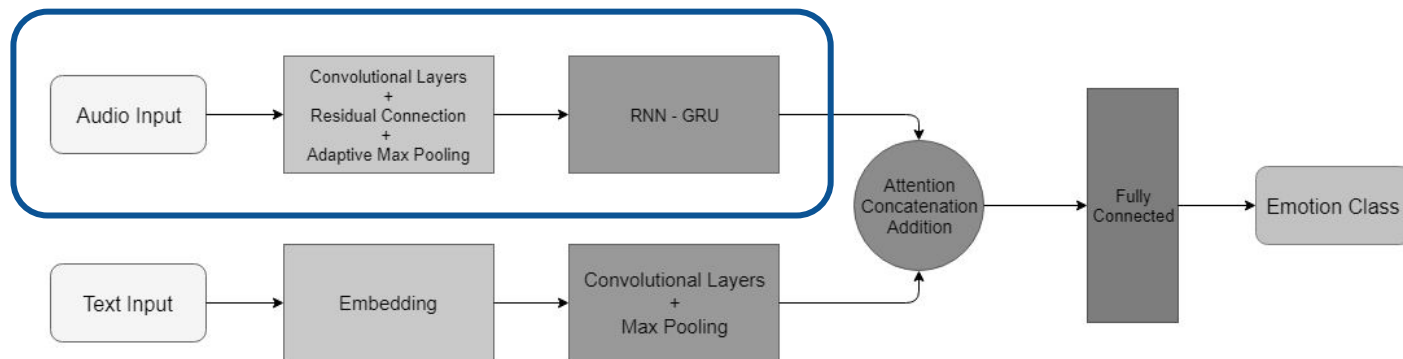 Audio Input
Convolutional Layers
+
Residual Connection
+
Adaptive Max Pooling
RNN - GRU
Attention
Concatenation
Addition
Fully
Connected
Emotion Class
Text Input
Embedding
Convolutional Layers
+
Max Pooling